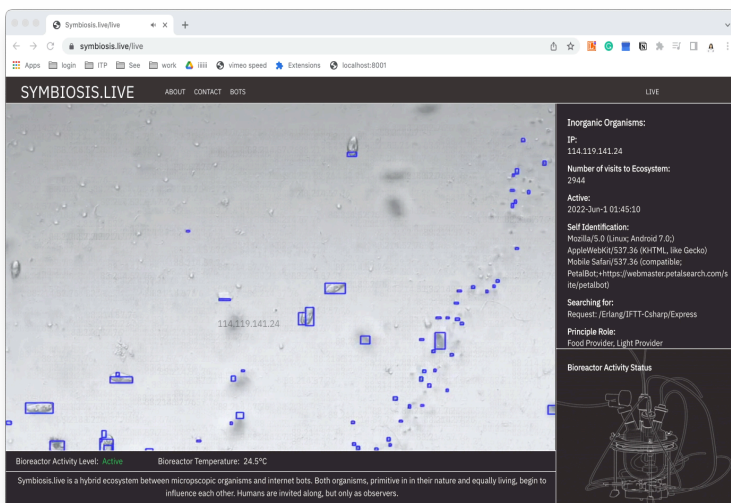 Symbiosis.live/live
symbiosis.live/live
Apps login ITP See work iiiiii vimeo speed Extensions localhost:8001
SYMBIOSIS.LIVE ABOUT CONTACT BOTS LIVE
114.119.141.24
Inorganic Organisms:
IP:
114.119.141.24
Number of visits to Ecosystem:
2944
Active:
2022-Jun-1 01:45:10
Self Identification:
Mozilla/5.0 (Linux; Android 7.0;)
AppleWebKit/537.36 (KHTML, like Gecko)
Mobile Safari/537.36 (compatible;
PetalBot;+https://webmaster.petalsearch.com/s
ite/petalbot)
Searching for:
Request: /Erlang/IFTT-Csharp/Express
Principle Role:
Food Provider, Light Provider
Bioreactor Activity Status
Bioreactor Activity Level: Active Bioreactor Temperature: 24.5°C
Symbiosis.live is a hybrid ecosystem between micropscopic organisms and internet bots. Both organisms, primitive in in their nature and equally living, begin to
influence each other. Humans are invited along, but only as observers.